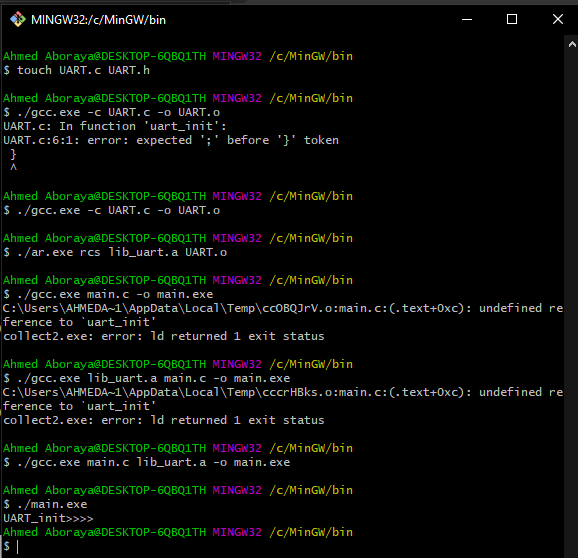 MINGW32:/c/MinGW/bin
Ahmed Aboraya@DESKTOP-6QBQ1TH MINGW32 /c/MinGW/bin
$ touch UART.c UART.h
Ahmed Aboraya@DESKTOP-6QBQ1TH MINGW32 /c/MinGW/bin
$ ./gcc.exe -c UART.c -o UART.o
UART.c: In function 'uart_init':
UART.c:6:1: error: expected ';' before '}' token
 }
 ^
Ahmed Aboraya@DESKTOP-6QBQ1TH MINGW32 /c/MinGW/bin
$ ./gcc.exe -c UART.c -o UART.o
Ahmed Aboraya@DESKTOP-6QBQ1TH MINGW32 /c/MinGW/bin
$ ./ar.exe rcs lib_uart.a UART.o
Ahmed Aboraya@DESKTOP-6QBQ1TH MINGW32 /c/MinGW/bin
$ ./gcc.exe main.c -o main.exe
C:\Users\AHMEDA~1\AppData\Local\Temp\ccOBQJrV.o:main.c:(.text+0xc): undefined re
ference to `uart_init'
collect2.exe: error: ld returned 1 exit status
Ahmed Aboraya@DESKTOP-6QBQ1TH MINGW32 /c/MinGW/bin
$ ./gcc.exe lib_uart.a main.c -o main.exe
C:\Users\AHMEDA~1\AppData\Local\Temp\cccrHBks.o:main.c:(.text+0xc): undefined re
ference to `uart_init'
collect2.exe: error: ld returned 1 exit status
Ahmed Aboraya@DESKTOP-6QBQ1TH MINGW32 /c/MinGW/bin
$ ./gcc.exe main.c lib_uart.a -o main.exe
Ahmed Aboraya@DESKTOP-6QBQ1TH MINGW32 /c/MinGW/bin
$ ./main.exe
UART_init>>>>
Ahmed Aboraya@DESKTOP-6QBQ1TH MINGW32 /c/MinGW/bin
$